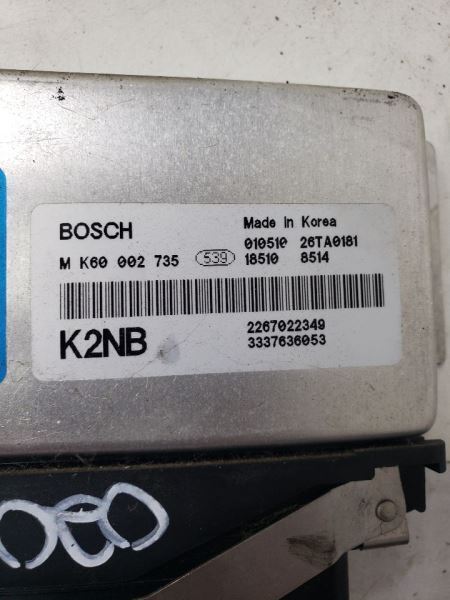 BOSCH
Made in Korea
010510 26TA0181
M K60 002 735 539 18510 8514
K2NB
2267022349
3337636053